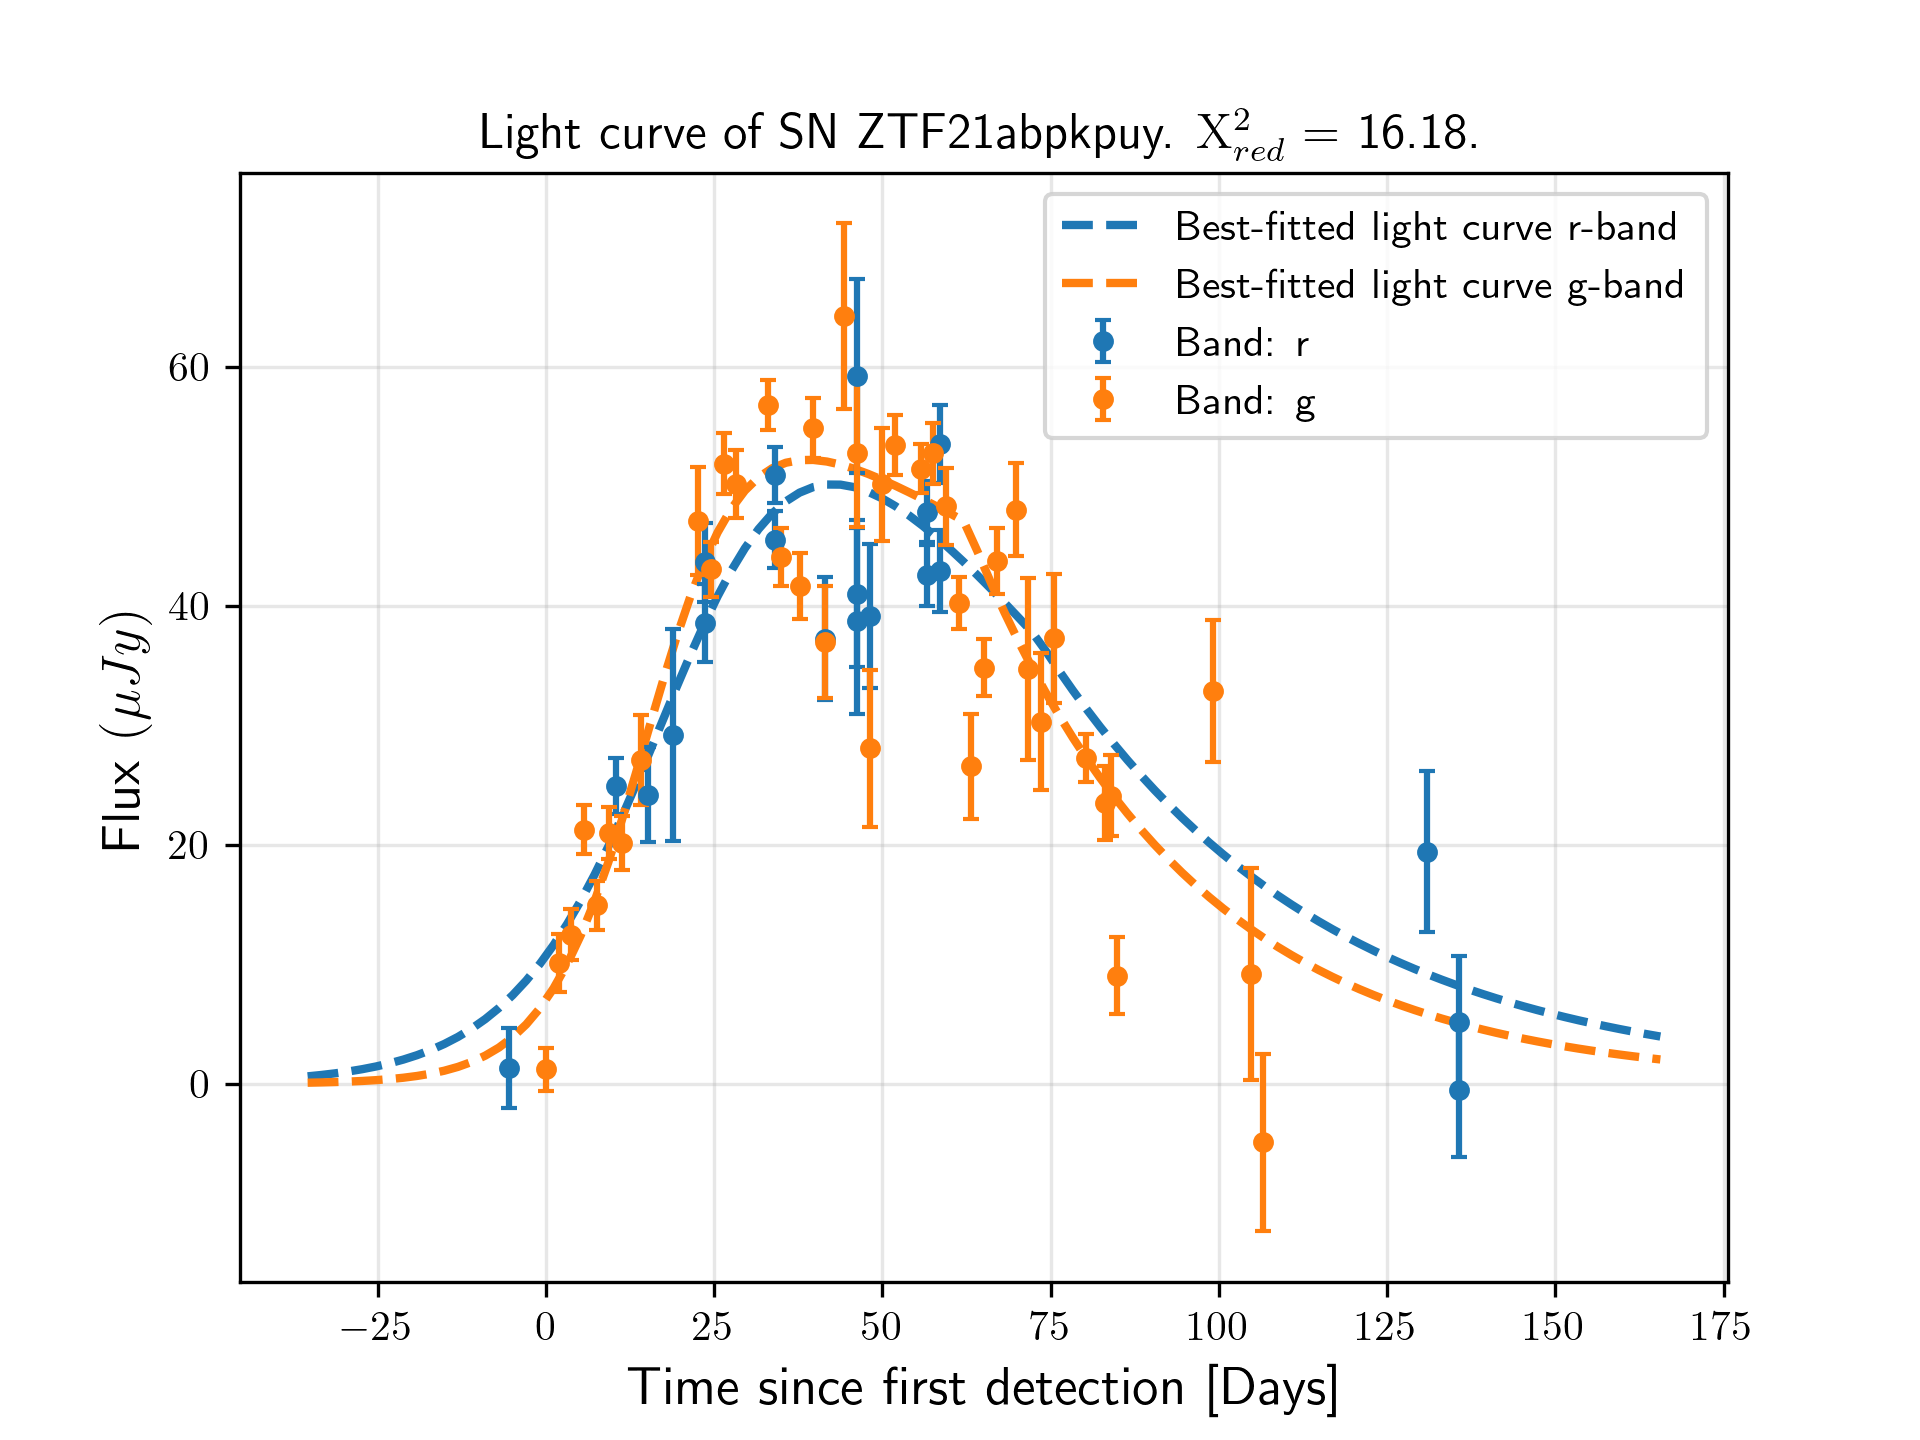 Light curve of SN ZTF21abpkpuy. X²_red = 16.18.
Best-fitted light curve r-band
Best-fitted light curve g-band
Band: r
Band: g
Flux (μJy)
60
40
20
0
−25 0 25 50 75 100 125 150 175
Time since first detection [Days]